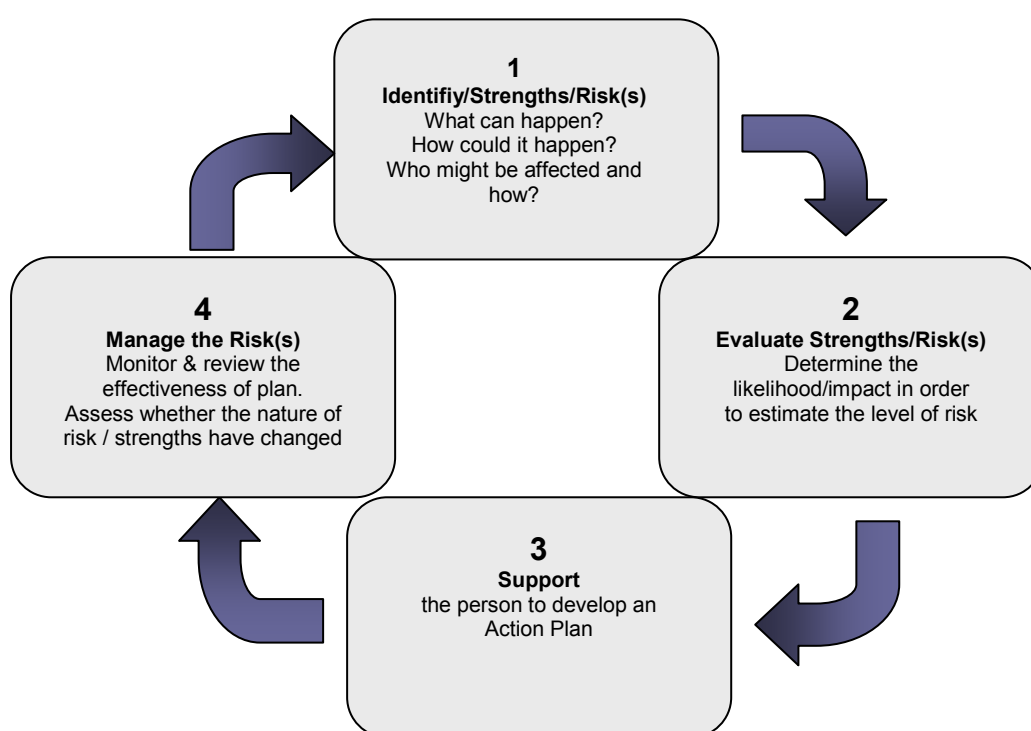 1
Identifiy/Strengths/Risk(s)
What can happen?
How could it happen?
Who might be affected and
how?
2
Evaluate Strengths/Risk(s)
Determine the
likelihood/impact in order
to estimate the level of risk
3
Support
the person to develop an
Action Plan
4
Manage the Risk(s)
Monitor & review the
effectiveness of plan.
Assess whether the nature of
risk / strengths have changed